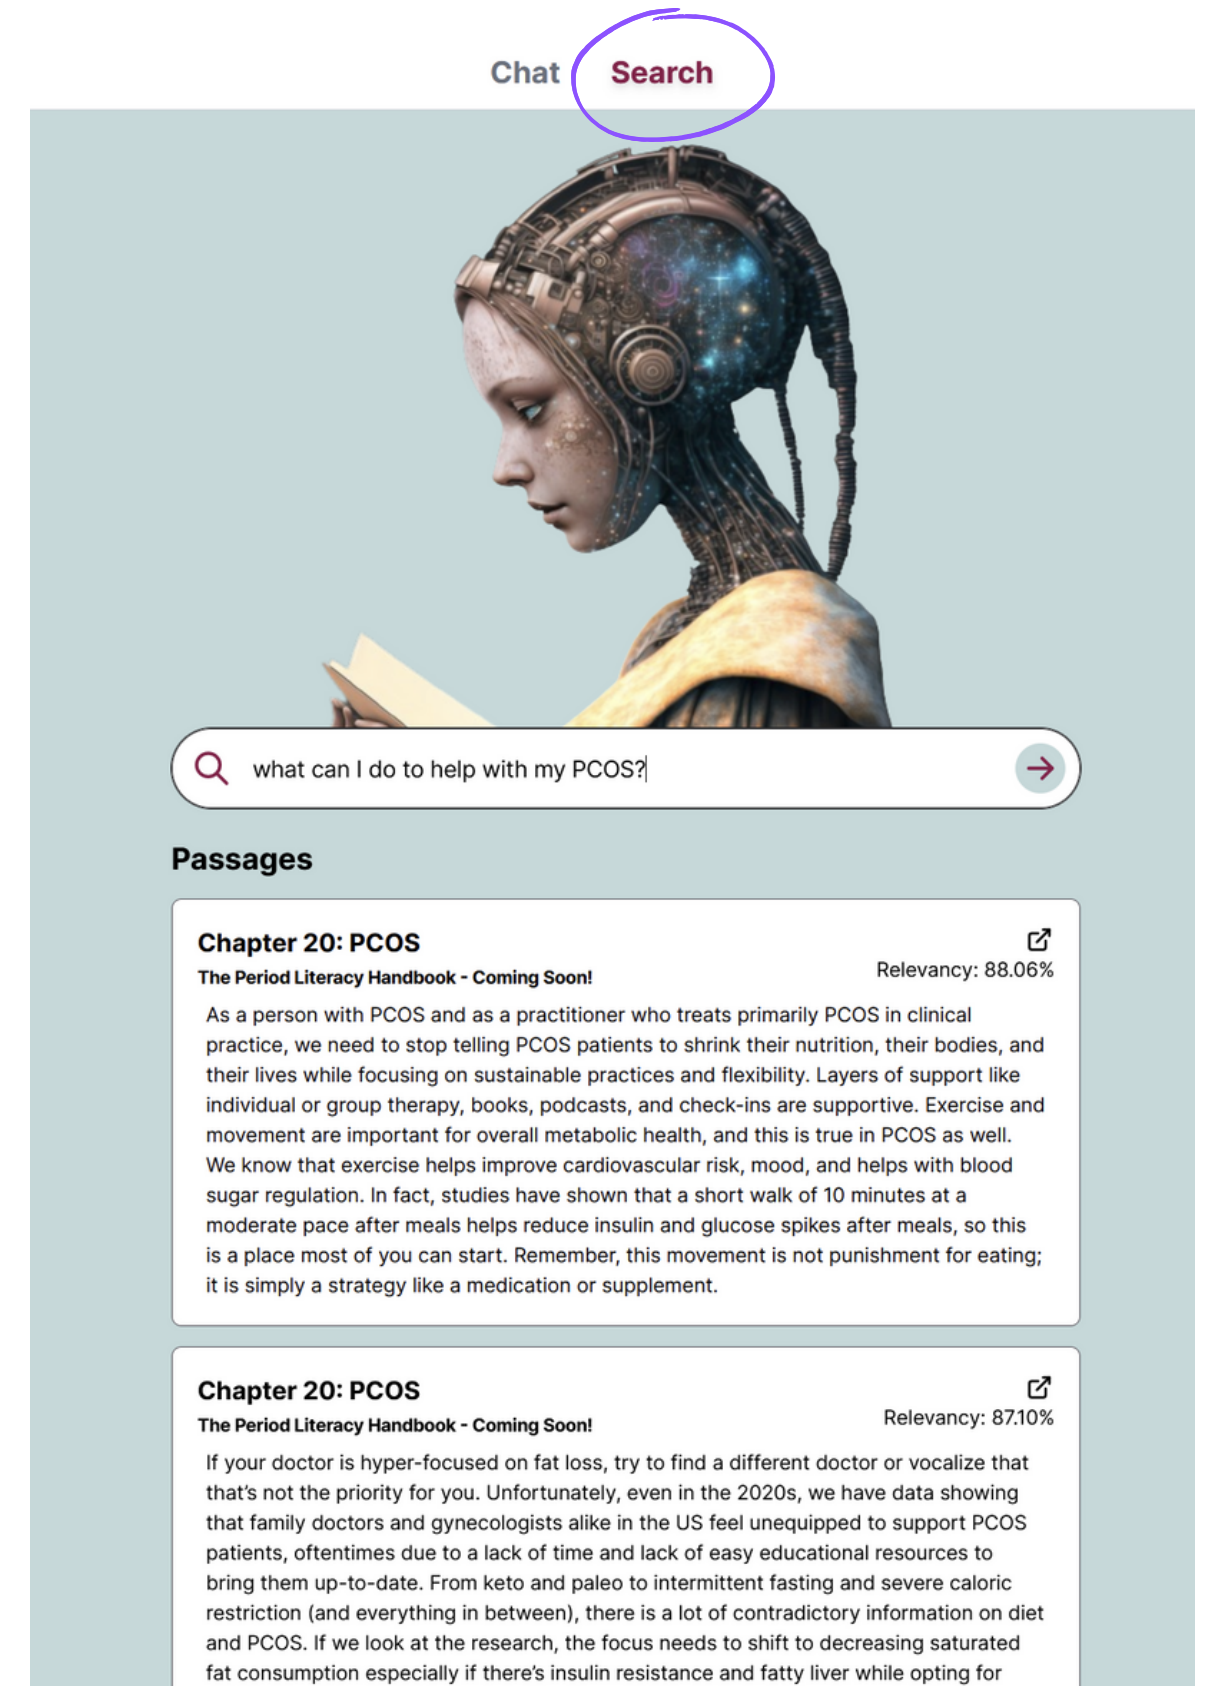 Chat Search
what can I do to help with my PCOS?
Passages
Chapter 20: PCOS
The Period Literacy Handbook - Coming Soon!
Relevancy: 88.06%
As a person with PCOS and as a practitioner who treats primarily PCOS in clinical
practice, we need to stop telling PCOS patients to shrink their nutrition, their bodies, and
their lives while focusing on sustainable practices and flexibility. Layers of support like
individual or group therapy, books, podcasts, and check-ins are supportive. Exercise and
movement are important for overall metabolic health, and this is true in PCOS as well.
We know that exercise helps improve cardiovascular risk, mood, and helps with blood
sugar regulation. In fact, studies have shown that a short walk of 10 minutes at a
moderate pace after meals helps reduce insulin and glucose spikes after meals, so this
is a place most of you can start. Remember, this movement is not punishment for eating;
it is simply a strategy like a medication or supplement.
Chapter 20: PCOS
The Period Literacy Handbook - Coming Soon!
Relevancy: 87.10%
If your doctor is hyper-focused on fat loss, try to find a different doctor or vocalize that
that's not the priority for you. Unfortunately, even in the 2020s, we have data showing
that family doctors and gynecologists alike in the US feel unequipped to support PCOS
patients, oftentimes due to a lack of time and lack of easy educational resources to
bring them up-to-date. From keto and paleo to intermittent fasting and severe caloric
restriction (and everything in between), there is a lot of contradictory information on diet
and PCOS. If we look at the research, the focus needs to shift to decreasing saturated
fat consumption especially if there's insulin resistance and fatty liver while opting for